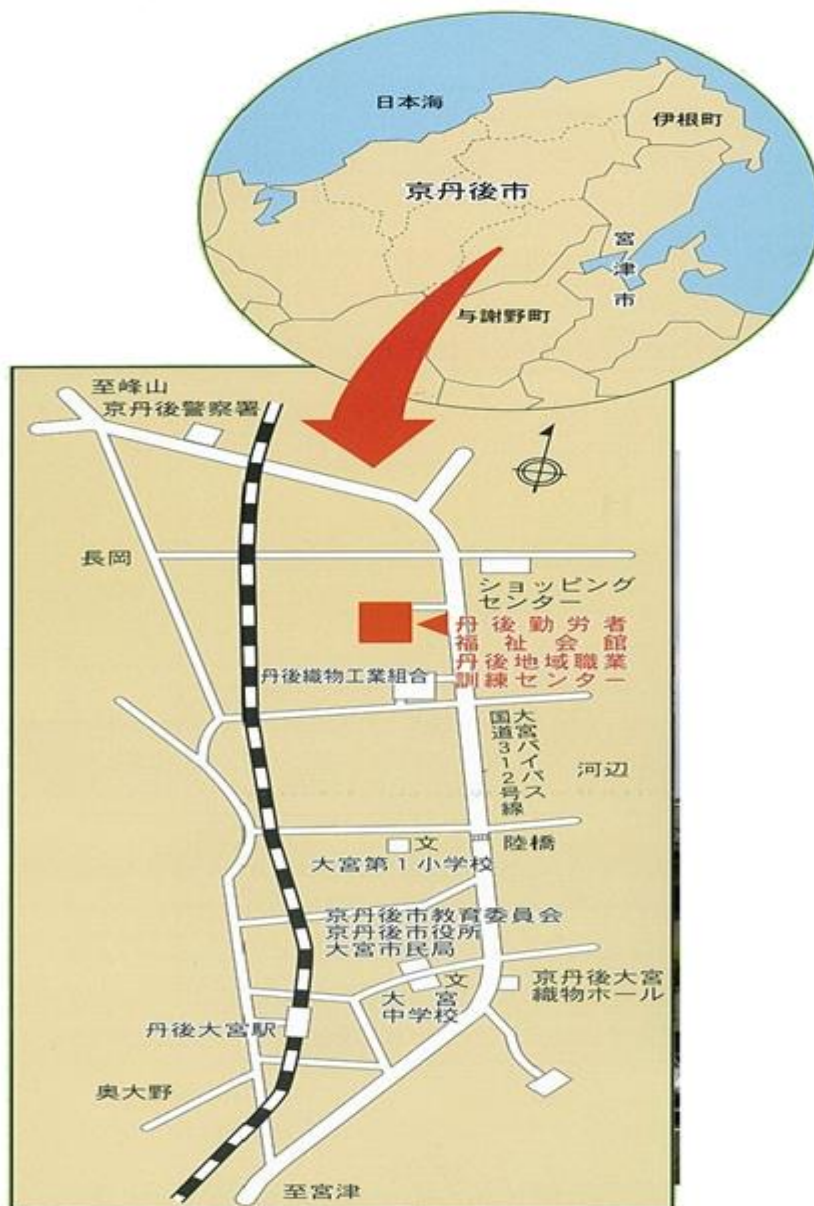 日本海
伊根町
京丹後市
宮津市
与謝野町
至峰山
京丹後警察署
長岡
ショッピング
センター
丹後勤労者
福祉会館
丹後地域職業
訓練センター
丹後織物工業組合
大宮バイパス
国道312号線
河辺
陸橋
文
大宮第1小学校
京丹後市教育委員会
京丹後市役所
大宮市民局
文
大宮
中学校
京丹後大宮
織物ホール
丹後大宮駅
奥大野
至宮津